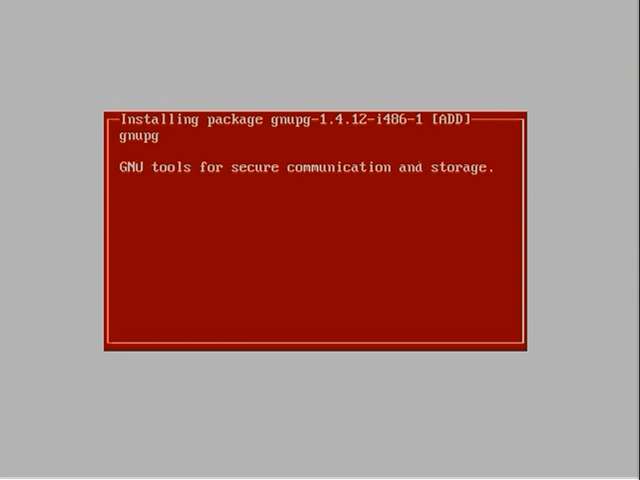 Installing package gnupg-1.4.12-i486-1 [ADD]
gnupg
GNU tools for secure communication and storage.